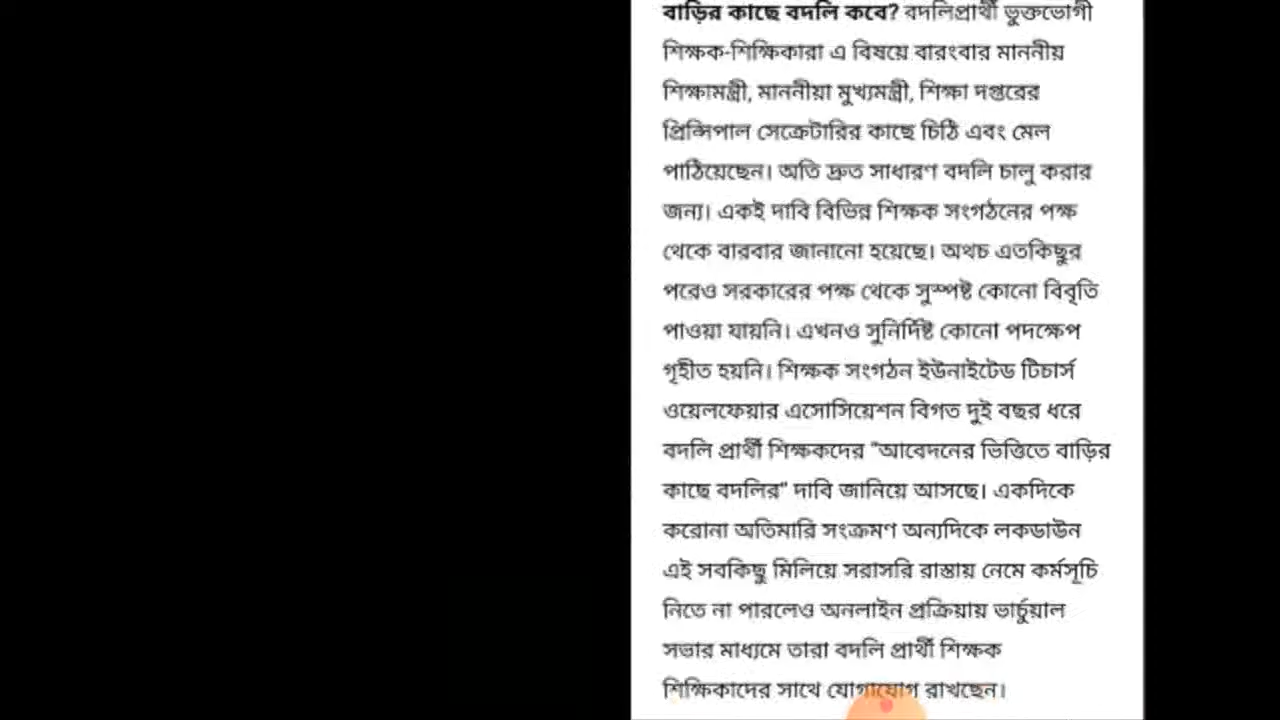 বাড়ির কাছে বদলি কবে? বদলিপ্রার্থী ভুক্তভোগী
শিক্ষক-শিক্ষিকারা এ বিষয়ে বারংবার মাননীয়
শিক্ষামন্ত্রী, মাননীয়া মুখ্যমন্ত্রী, শিক্ষা দপ্তরের
প্রিন্সিপাল সেক্রেটারির কাছে চিঠি এবং মেল
পাঠিয়েছেন। অতি দ্রুত সাধারণ বদলি চালু করার
জন্য। একই দাবি বিভিন্ন শিক্ষক সংগঠনের পক্ষ
থেকে বারবার জানানো হয়েছে। অথচ এতকিছুর
পরেও সরকারের পক্ষ থেকে সুস্পষ্ট কোনো বিবৃতি
পাওয়া যায়নি। এখনও সুনির্দিষ্ট কোনো পদক্ষেপ
গৃহীত হয়নি। শিক্ষক সংগঠন ইউনাইটেড টিচার্স
ওয়েলফেয়ার এসোসিয়েশন বিগত দুই বছর ধরে
বদলি প্রার্থী শিক্ষকদের "আবেদনের ভিত্তিতে বাড়ির
কাছে বদলির" দাবি জানিয়ে আসছে। একদিকে
করোনা অতিমারি সংক্রমণ অন্যদিকে লকডাউন
এই সবকিছু মিলিয়ে সরাসরি রাস্তায় নেমে কর্মসূচি
নিতে না পারলেও অনলাইন প্রক্রিয়ায় ভার্চুয়াল
সভার মাধ্যমে তারা বদলি প্রার্থী শিক্ষক
শিক্ষিকাদের সাথে যোগাযোগ রাখছেন।